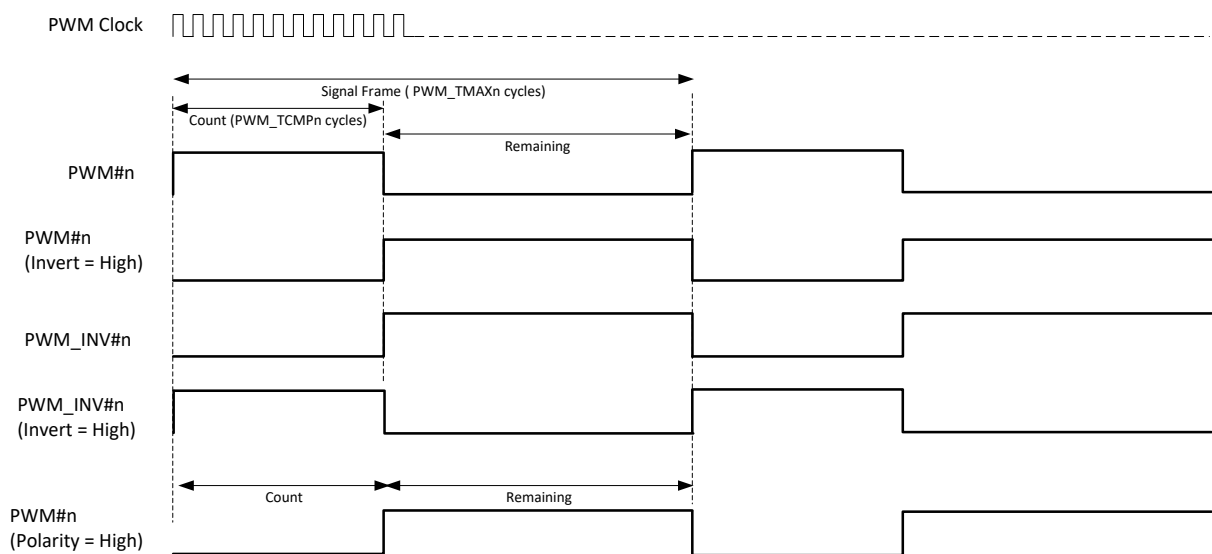 PWM Clock
Signal Frame ( PWM_TMAXn cycles)
Count (PWM_TCMPn cycles)
Remaining
PWM#n
PWM#n
(Invert = High)
PWM_INV#n
PWM_INV#n
(Invert = High)
Count
Remaining
PWM#n
(Polarity = High)